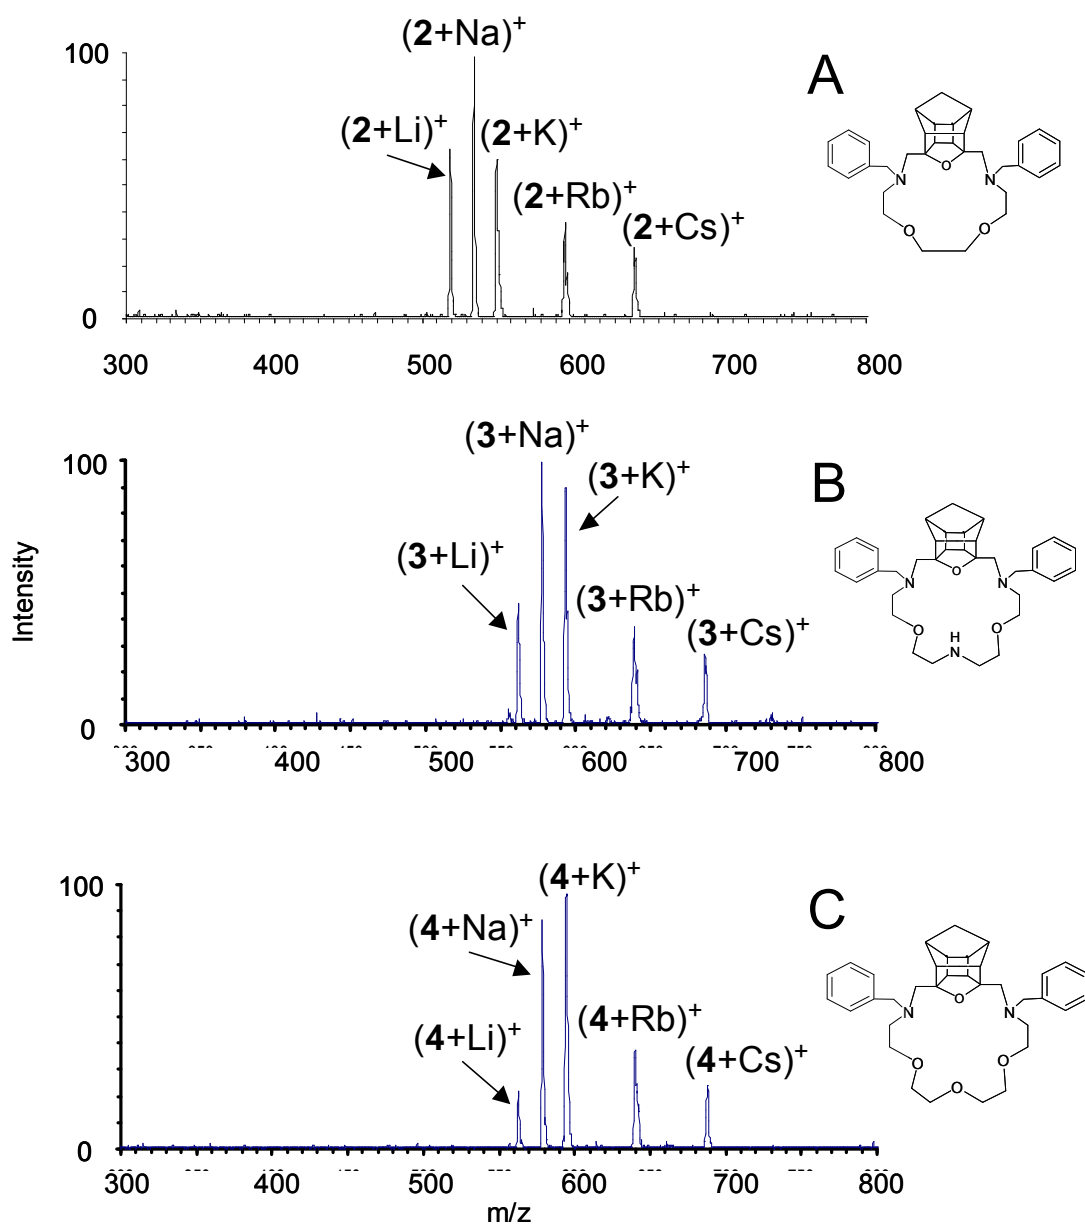 (2+Na)+
100
A
(2+Li)+
(2+K)+
(2+Rb)+
(2+Cs)+
O
N
N
O
O
0
300 400 500 600 700 800
(3+Na)+
100
(3+K)+
B
(3+Li)+
Intensity
(3+Rb)+
(3+Cs)+
O
N
N
O
O
H
N
0
300 400 500 600 700 800
(4+K)+
100
C
(4+Na)+
(4+Rb)+
(4+Li)+
(4+Cs)+
O
N
N
O
O
O
0
300 400 500 600 700 800
m/z